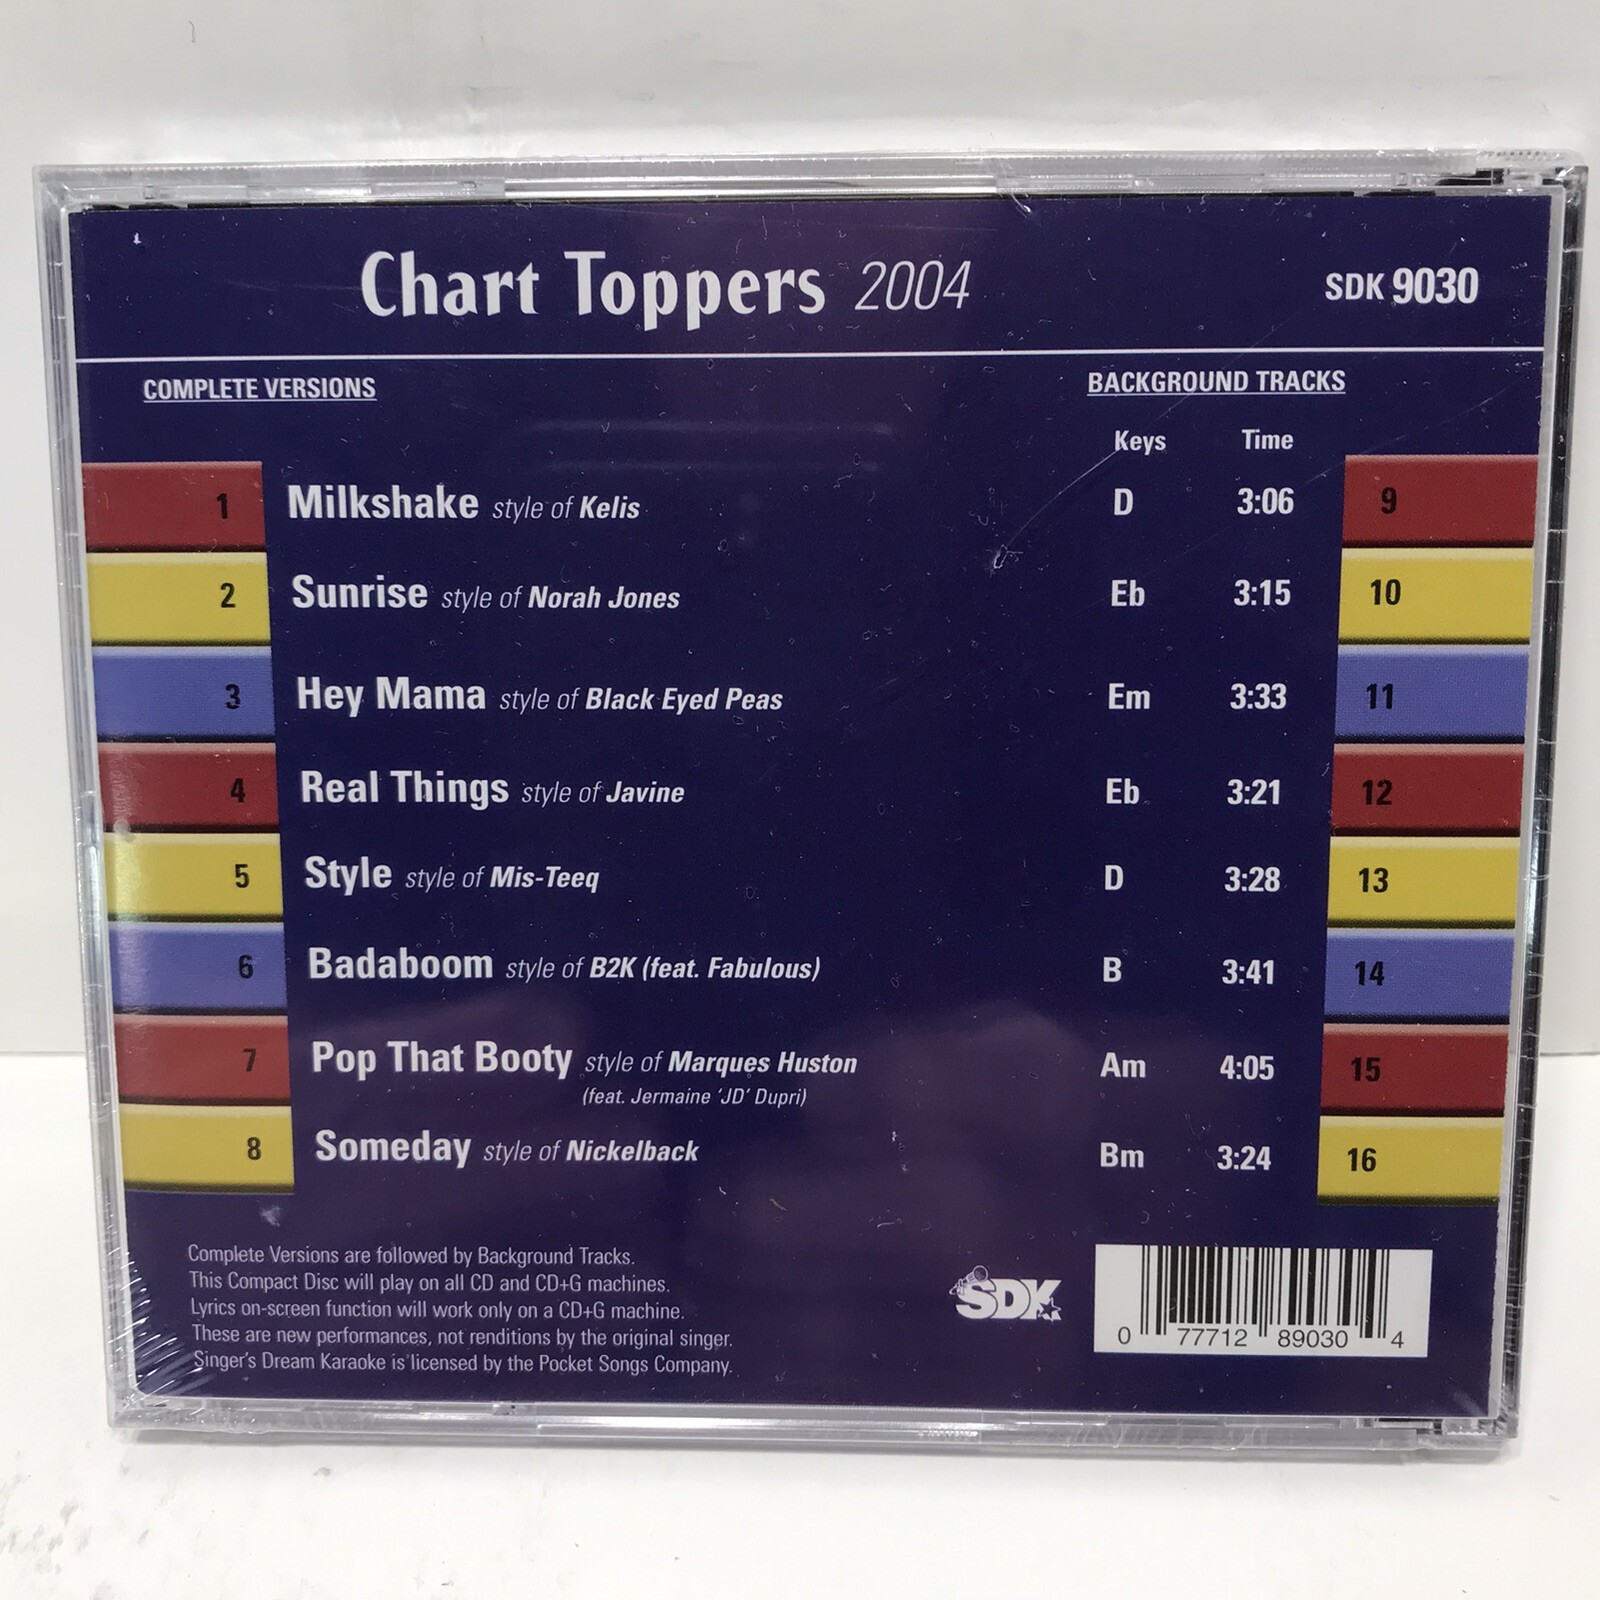 Chart Toppers 2004 SDK 9030
COMPLETE VERSIONS BACKGROUND TRACKS
Keys Time
1 Milkshake style of Kelis D 3:06 9
2 Sunrise style of Norah Jones Eb 3:15 10
3 Hey Mama style of Black Eyed Peas Em 3:33 11
4 Real Things style of Javine Eb 3:21 12
5 Style style of Mis-Teeq D 3:28 13
6 Badaboom style of B2K (feat. Fabulous) B 3:41 14
7 Pop That Booty style of Marques Huston Am 4:05 15
(feat. Jermaine 'JD' Dupri)
8 Someday style of Nickelback Bm 3:24 16
Complete Versions are followed by Background Tracks.
This Compact Disc will play on all CD and CD+G machines.
Lyrics on-screen function will work only on a CD+G machine.
These are new performances, not renditions by the original singer.
Singer's Dream Karaoke is licensed by the Pocket Songs Company.
SDK
0 77712 89030 4